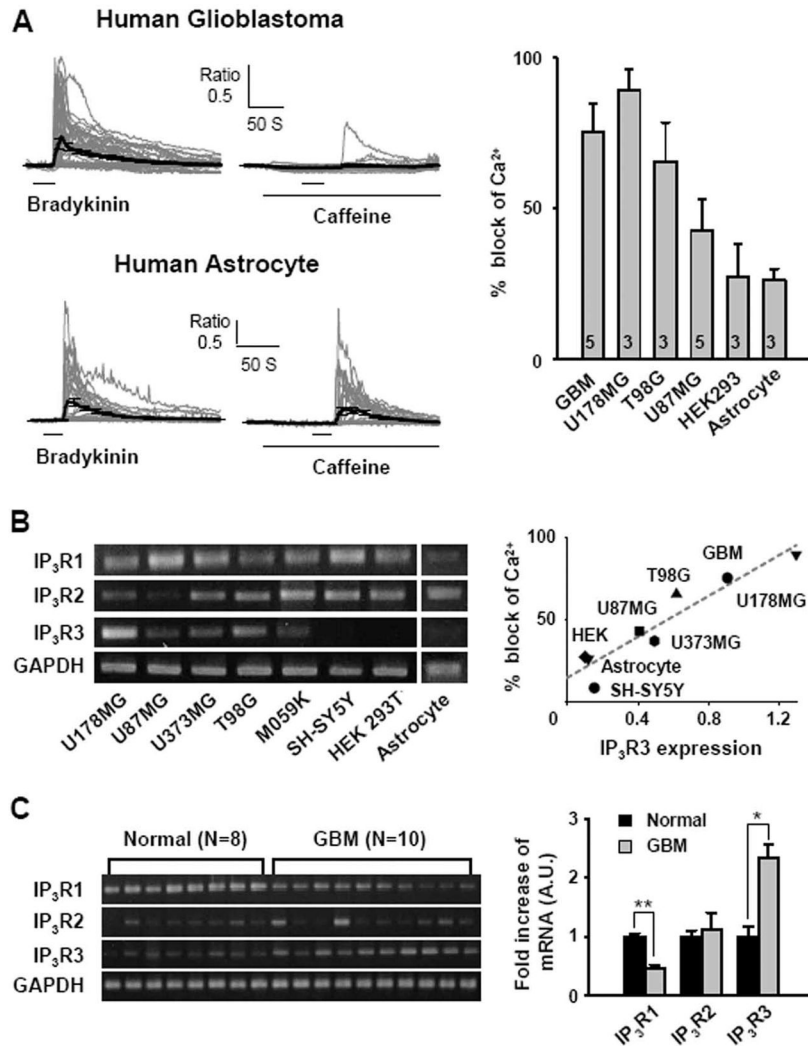 A
Human Glioblastoma
Ratio
0.5
50 S
Bradykinin
Caffeine
Human Astrocyte
Ratio
0.5
50 S
Bradykinin
Caffeine
% block of Ca²⁺
100
50
0
5
3
3
5
3
3
GBM
U178MG
T98G
U87MG
HEK293
Astrocyte
B
IP₃R1
IP₃R2
IP₃R3
GAPDH
U178MG
U87MG
U373MG
T98G
M059K
SH-SY5Y
HEK 293T
Astrocyte
% block of Ca²⁺
100
50
0
GBM
T98G
U178MG
U87MG
HEK
U373MG
Astrocyte
SH-SY5Y
0.4
0.8
1.2
IP₃R3 expression
C
Normal (N=8)
GBM (N=10)
IP₃R1
IP₃R2
IP₃R3
GAPDH
Fold increase of
mRNA (A.U.)
3
2
1
0
Normal
GBM
**
*
IP₃R1
IP₃R2
IP₃R3